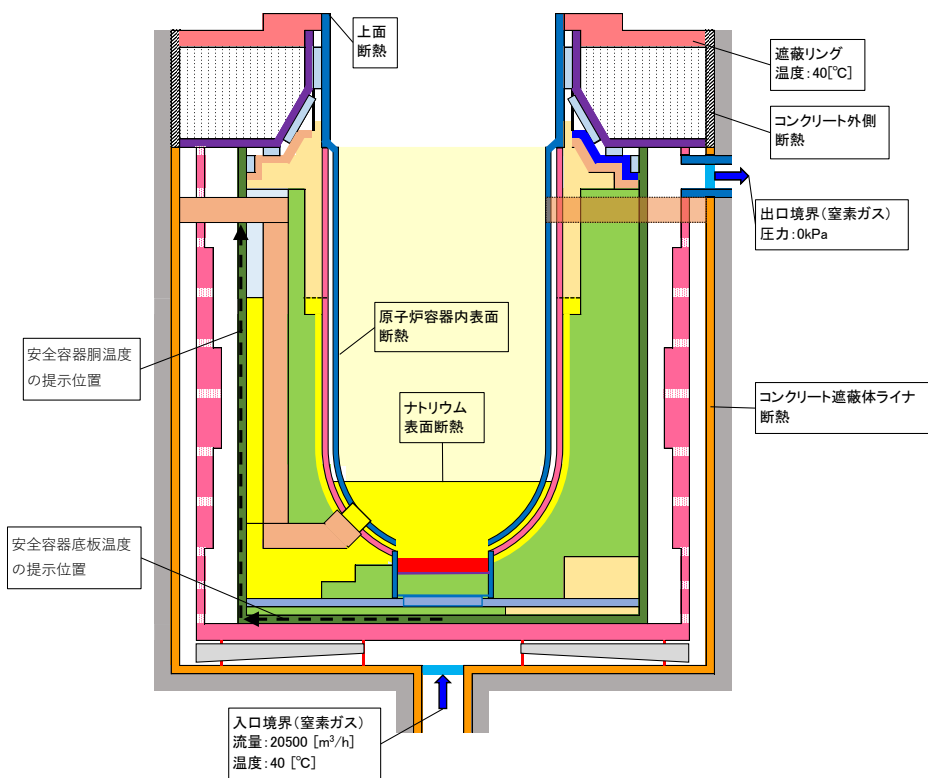 上面
断熱
遮蔽リング
温度:40[℃]
コンクリート外側
断熱
出口境界(窒素ガス)
圧力:0kPa
原子炉容器内表面
断熱
安全容器胴温度
の提示位置
コンクリート遮蔽体ライナ
断熱
ナトリウム
表面断熱
安全容器底板温度
の提示位置
入口境界(窒素ガス)
流量:20500 [m³/h]
温度:40 [℃]